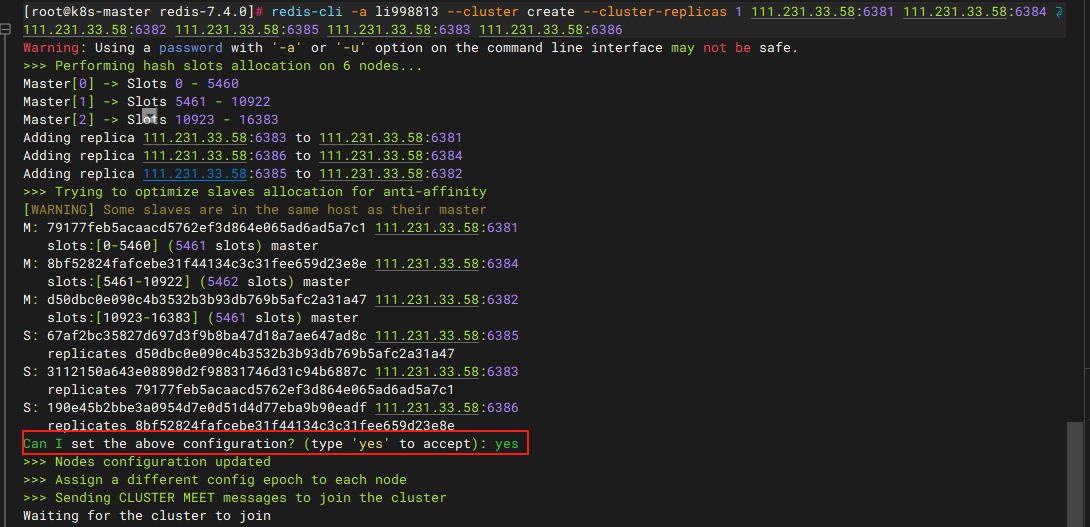 [root@k8s-master redis-7.4.0]# redis-cli -a li998813 --cluster create --cluster-replicas 1 111.231.33.58:6381 111.231.33.58:6384
111.231.33.58:6382 111.231.33.58:6385 111.231.33.58:6383 111.231.33.58:6386
Warning: Using a password with '-a' or '-u' option on the command line interface may not be safe.
>>> Performing hash slots allocation on 6 nodes...
Master[0] -> Slots 0 - 5460
Master[1] -> Slots 5461 - 10922
Master[2] -> Slots 10923 - 16383
Adding replica 111.231.33.58:6383 to 111.231.33.58:6381
Adding replica 111.231.33.58:6386 to 111.231.33.58:6384
Adding replica 111.231.33.58:6385 to 111.231.33.58:6382
>>> Trying to optimize slaves allocation for anti-affinity
[WARNING] Some slaves are in the same host as their master
M: 79177feb5acaacd5762ef3d864e065ad6ad5a7c1 111.231.33.58:6381
   slots:[0-5460] (5461 slots) master
M: 8bf52824fafcebe31f44134c3c31fee659d23e8e 111.231.33.58:6384
   slots:[5461-10922] (5462 slots) master
M: d50dbc0e090c4b3532b3b93db769b5afc2a31a47 111.231.33.58:6382
   slots:[10923-16383] (5461 slots) master
S: 67af2bc35827d697d3f9b8ba47d18a7ae647ad8c 111.231.33.58:6385
   replicates d50dbc0e090c4b3532b3b93db769b5afc2a31a47
S: 3112150a643e08890d2f98831746d31c94b6887c 111.231.33.58:6383
   replicates 79177feb5acaacd5762ef3d864e065ad6ad5a7c1
S: 190e45b2bbe3a0954d7e0d51d4d77eba9b90eadf 111.231.33.58:6386
   replicates 8bf52824fafcebe31f44134c3c31fee659d23e8e
Can I set the above configuration? (type 'yes' to accept): yes
>>> Nodes configuration updated
>>> Assign a different config epoch to each node
>>> Sending CLUSTER MEET messages to join the cluster
Waiting for the cluster to join